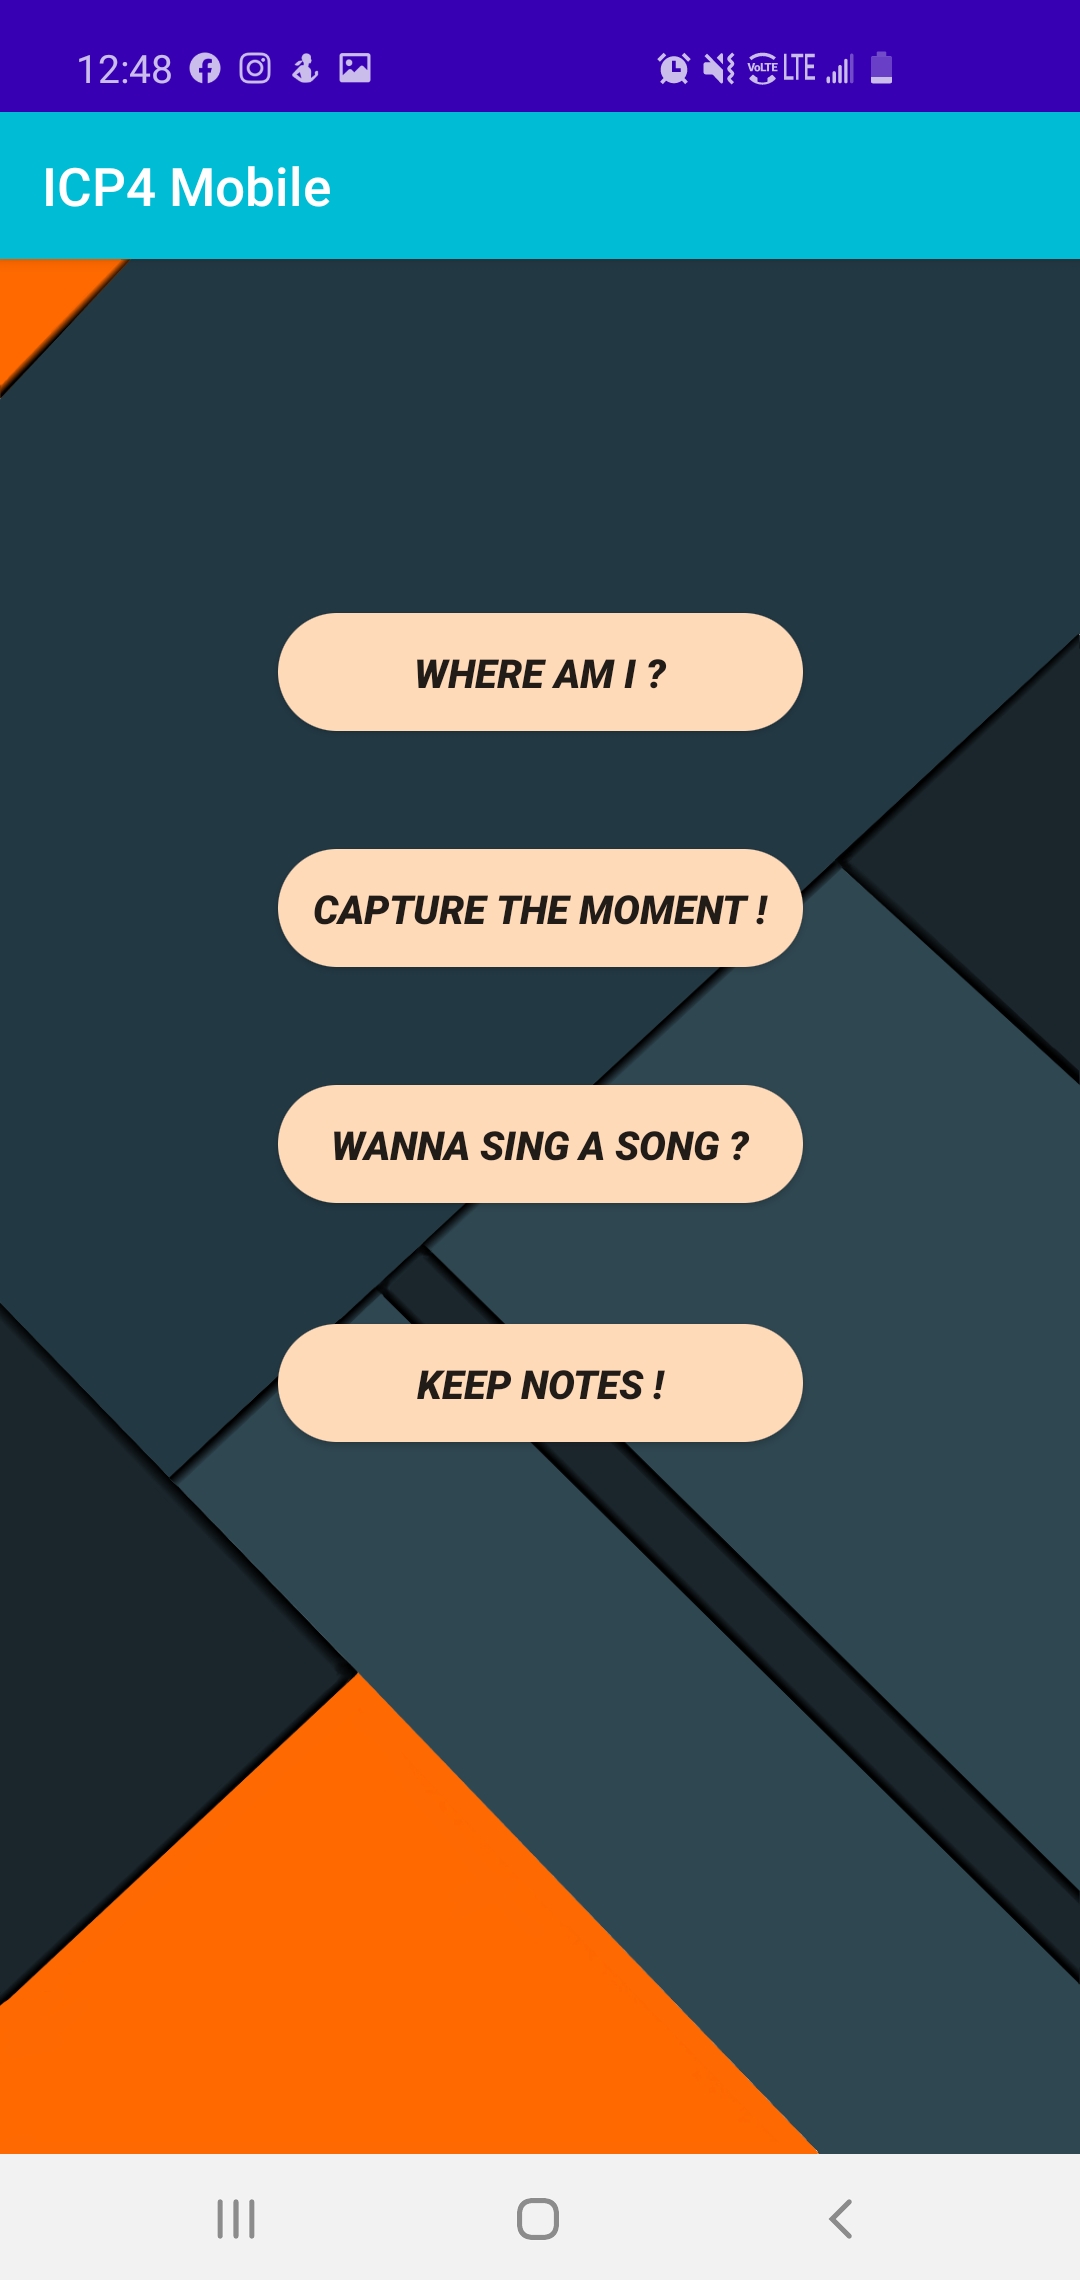 12:48 VoLTE LTE
ICP4 Mobile
WHERE AM I ?
CAPTURE THE MOMENT !
WANNA SING A SONG ?
KEEP NOTES !